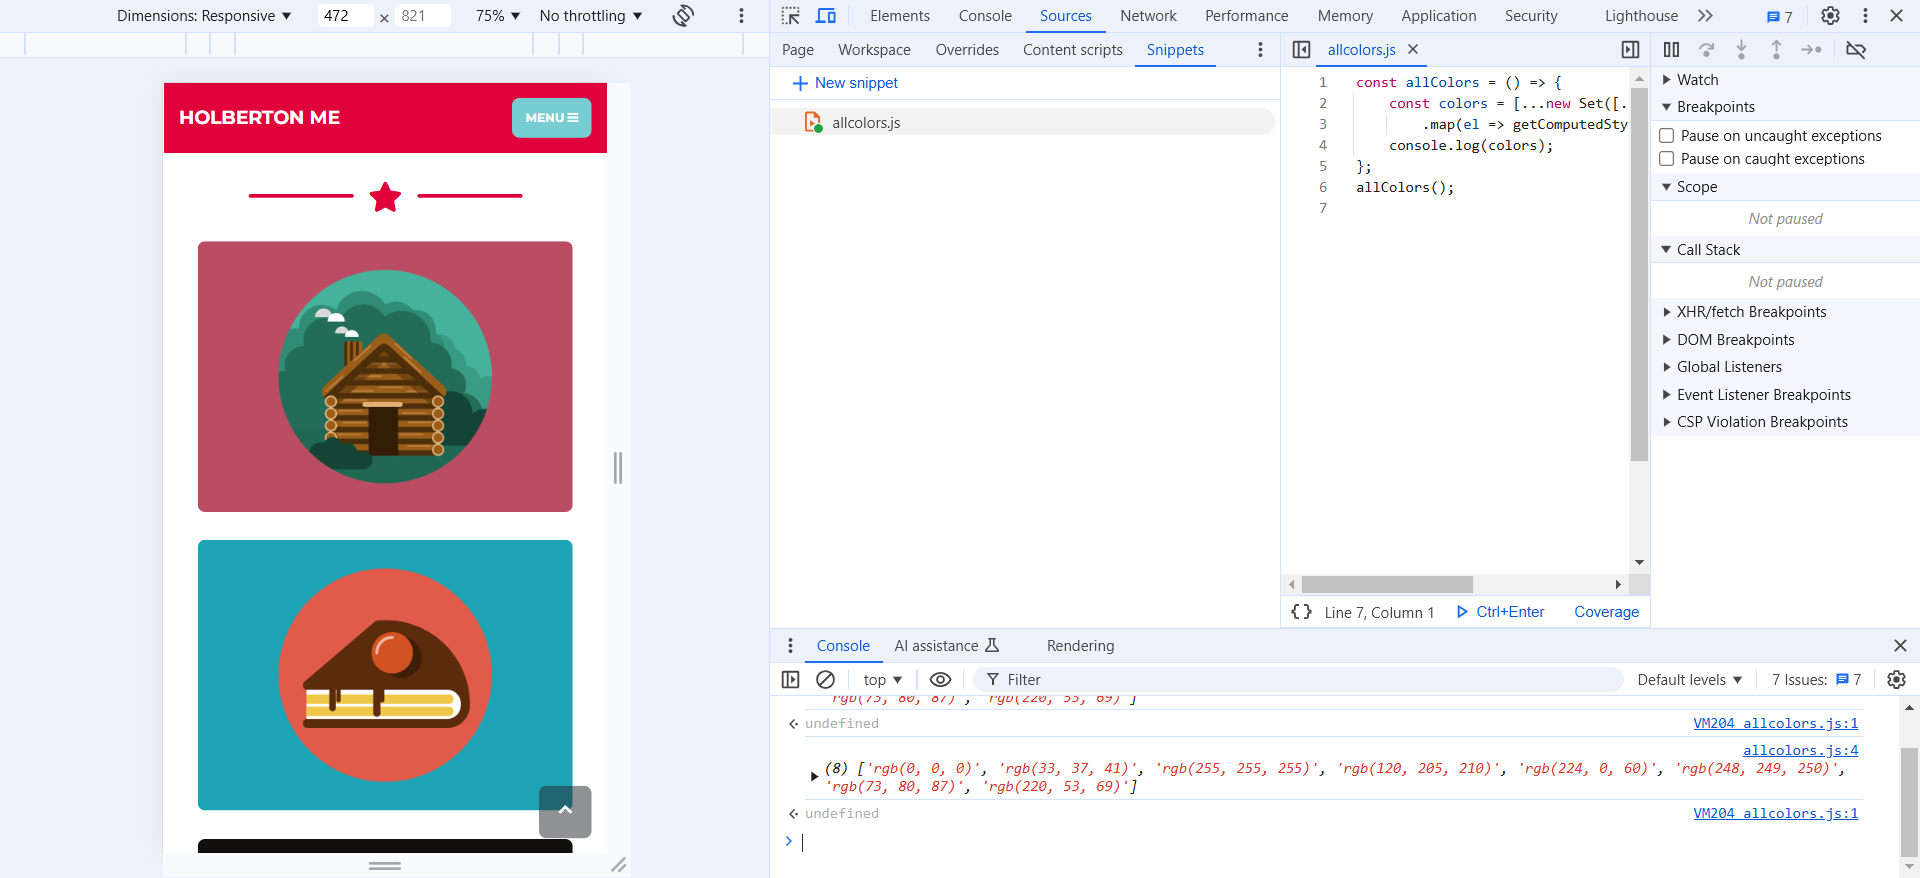 Dimensions: Responsive ▼ 472 × 821 75% ▼ No throttling ▼
HOLBERTON ME
MENU
Elements Console Sources Network Performance Memory Application Security Lighthouse 7
Page Workspace Overrides Content scripts Snippets
New snippet
allcolors.js
allcolors.js
1 const allColors = () => {
2 const colors = [...new Set([.
3 .map(el => getComputedSty
4 console.log(colors);
5 };
6 allColors();
7
{} Line 7, Column 1 Ctrl+Enter Coverage
Watch
Breakpoints
Pause on uncaught exceptions
Pause on caught exceptions
Scope
Not paused
Call Stack
Not paused
XHR/fetch Breakpoints
DOM Breakpoints
Global Listeners
Event Listener Breakpoints
CSP Violation Breakpoints
Console AI assistance Rendering
top ▼ Filter Default levels ▼ 7 Issues: 7
'rgb(73, 80, 87)', 'rgb(220, 53, 69)']
undefined VM204 allcolors.js:1
allcolors.js:4
(8) ['rgb(0, 0, 0)', 'rgb(33, 37, 41)', 'rgb(255, 255, 255)', 'rgb(120, 205, 210)', 'rgb(224, 0, 60)', 'rgb(248, 249, 250)',
'rgb(73, 80, 87)', 'rgb(220, 53, 69)']
undefined VM204 allcolors.js:1